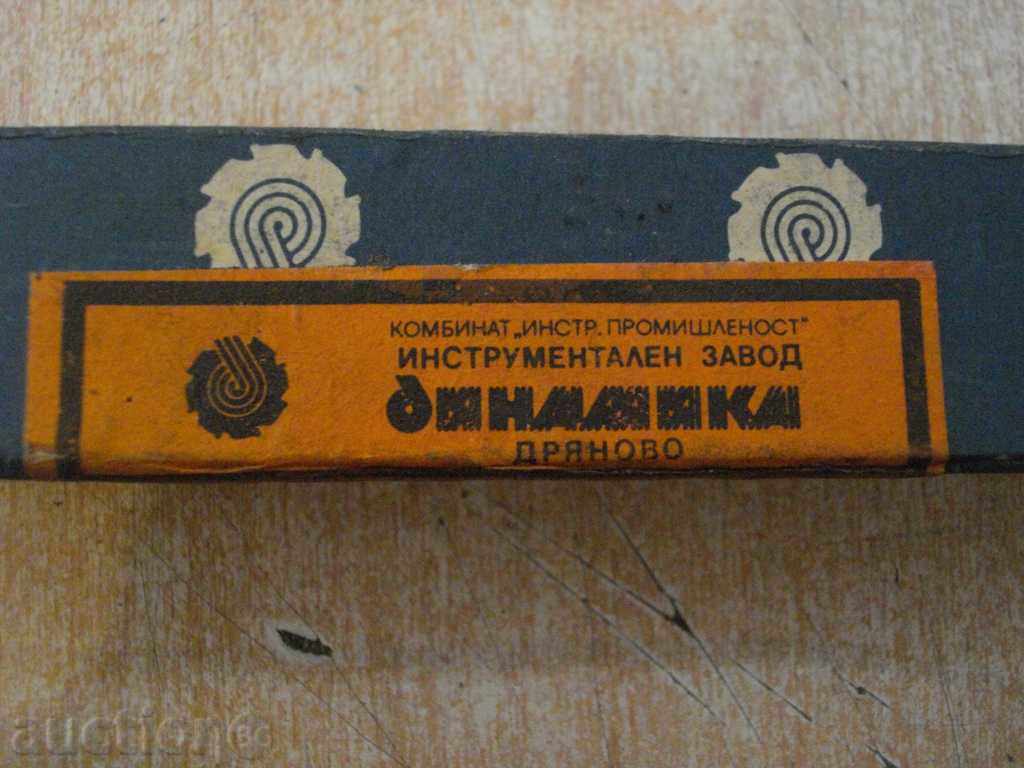 КОМБИНАТ „ИНСТР. ПРОМИШЛЕНОСТ"
ИНСТРУМЕНТАЛЕН ЗАВОД
ДИНАМИКА
ДРЯНОВО
auction.bg